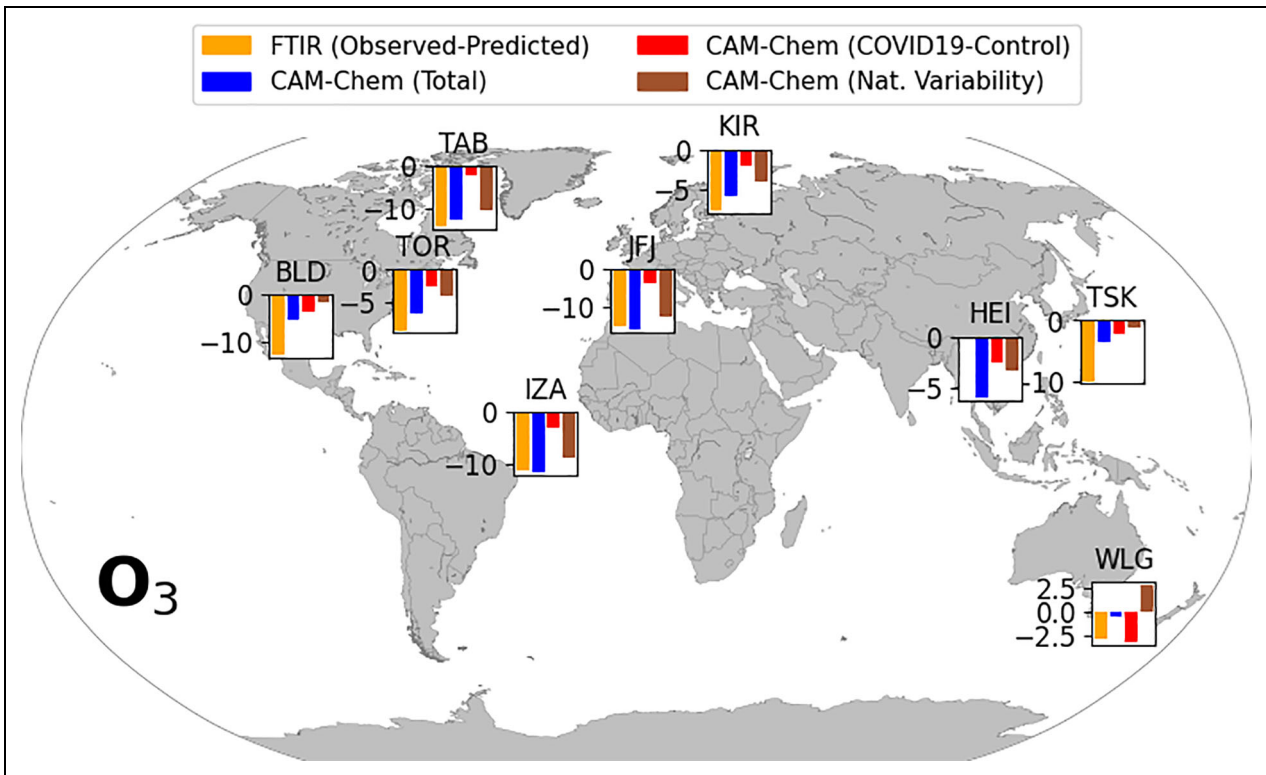 FTIR (Observed-Predicted)
CAM-Chem (Total)
CAM-Chem (COVID19-Control)
CAM-Chem (Nat. Variability)
TAB
0
−10
KIR
0
−5
TOR
0
−5
JFJ
0
−10
BLD
0
−10
HEI
0
−5
TSK
0
−10
IZA
0
−10
WLG
2.5
0.0
−2.5
O₃